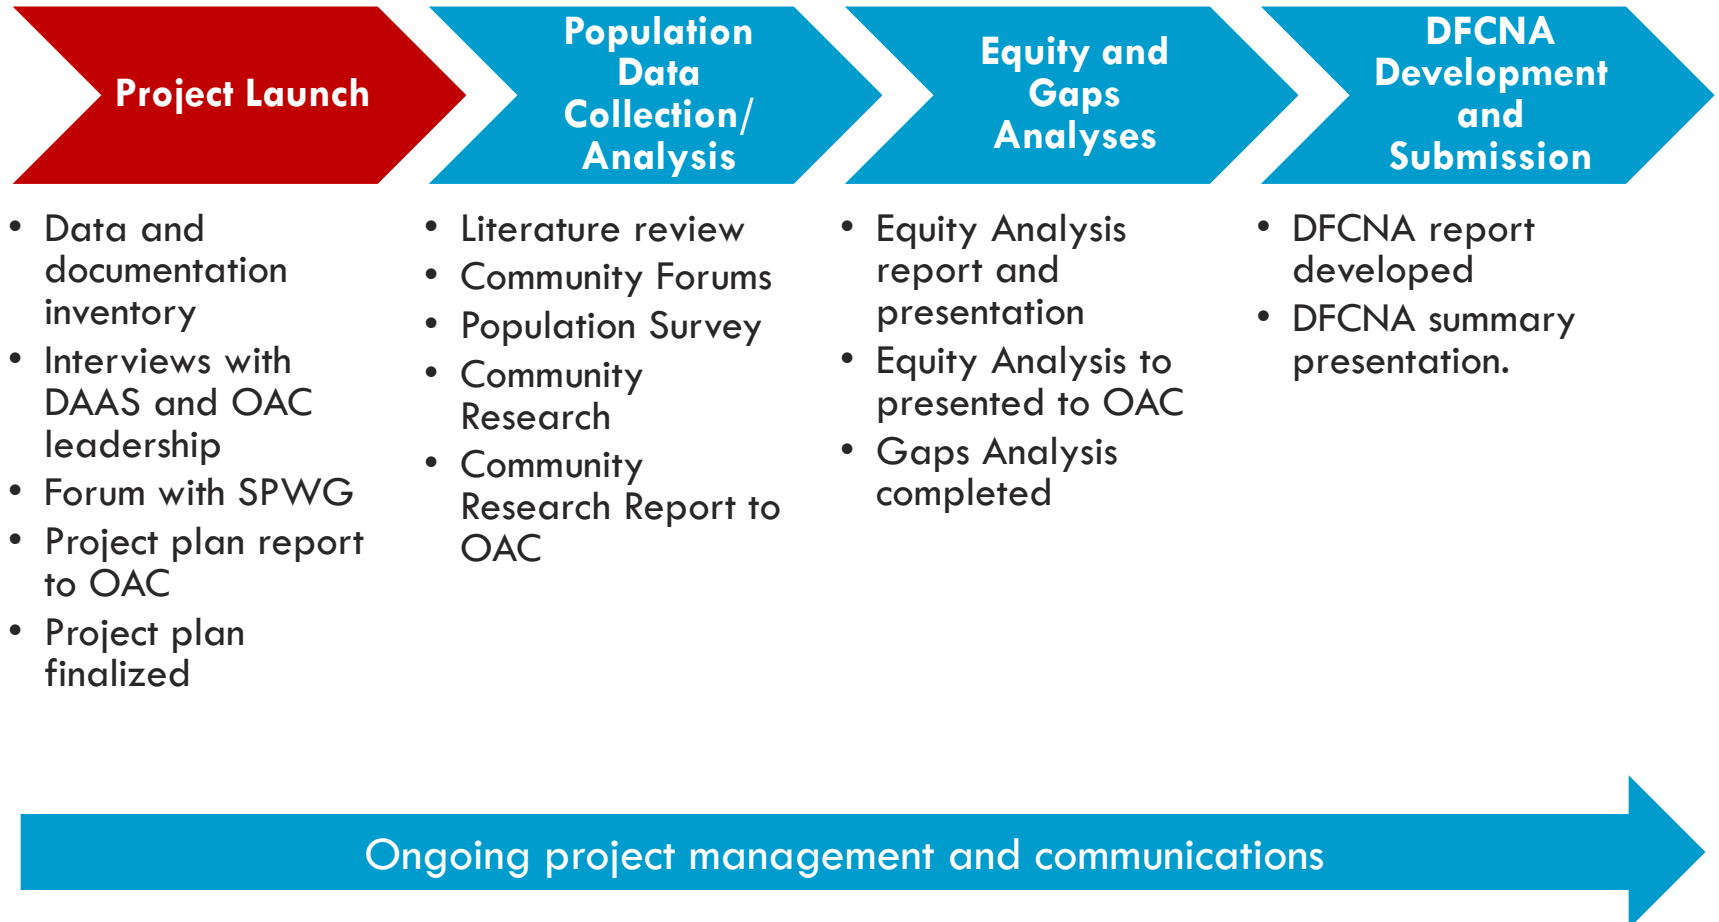 Project Launch
Population
Data
Collection/
Analysis
Equity and
Gaps
Analyses
DFCNA
Development
and
Submission
• Data and
documentation
inventory
• Interviews with
DAAS and OAC
leadership
• Forum with SPWG
• Project plan report
to OAC
• Project plan
finalized
• Literature review
• Community Forums
• Population Survey
• Community
Research
• Community
Research Report to
OAC
• Equity Analysis
report and
presentation
• Equity Analysis to
presented to OAC
• Gaps Analysis
completed
• DFCNA report
developed
• DFCNA summary
presentation.
Ongoing project management and communications